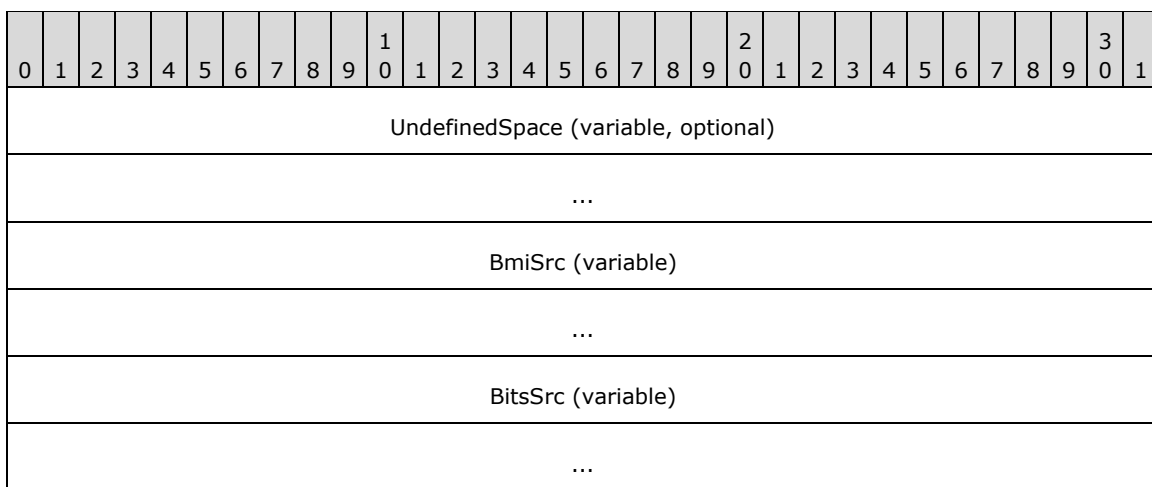 1 2 3
0 1 2 3 4 5 6 7 8 9 0 1 2 3 4 5 6 7 8 9 0 1 2 3 4 5 6 7 8 9 0 1
UndefinedSpace (variable, optional)
...
BmiSrc (variable)
...
BitsSrc (variable)
...